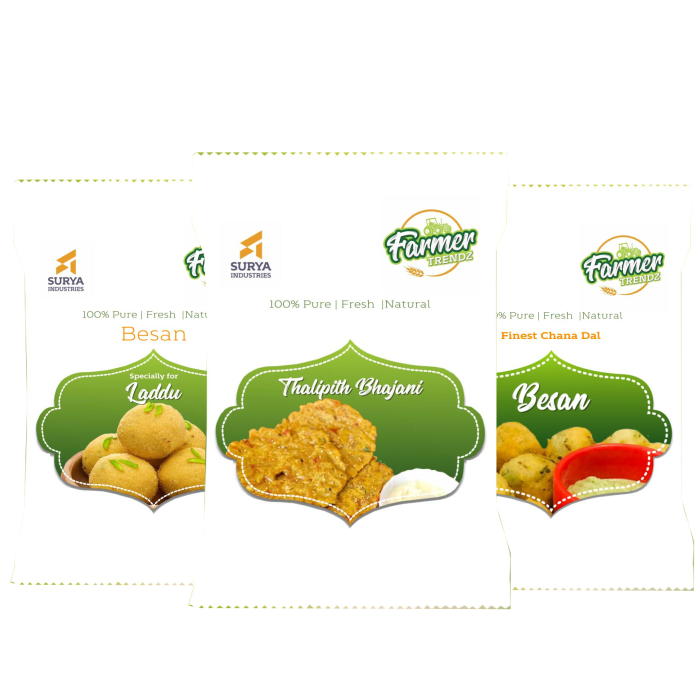 SURYA
INDUSTRIES
Fa
100% Pure | Fresh |Natu
Besan
Specially for
Laddu
SURYA
INDUSTRIES
Farmer
TRENDZ
100% Pure | Fresh |Natural
Thalipith Bhajani
Farmer
TRENDZ
% Pure | Fresh |Natural
Finest Chana Dal
Besan